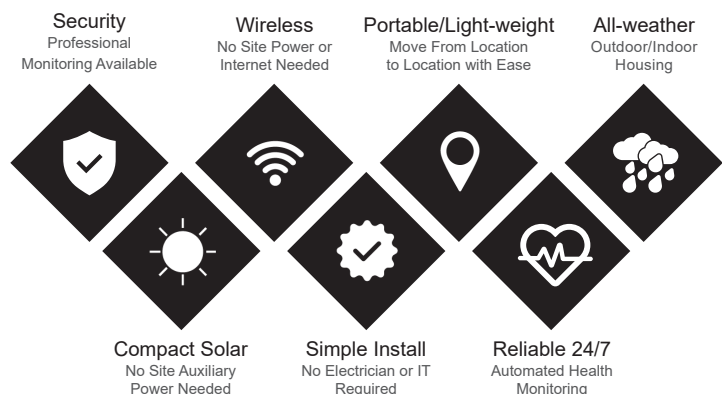 Security
Professional
Monitoring Available
Wireless
No Site Power or
Internet Needed
Portable/Light-weight
Move From Location
to Location with Ease
All-weather
Outdoor/Indoor
Housing
Compact Solar
No Site Auxiliary
Power Needed
Simple Install
No Electrician or IT
Required
Reliable 24/7
Automated Health
Monitoring